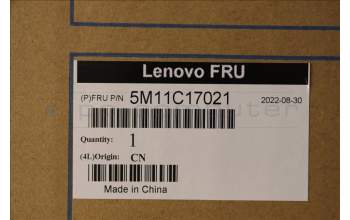 Lenovo FRU
(P)FRU P/N 5M11C17021 2022-08-30
Quantity: 1
(4L)Origin: CN
Made in China